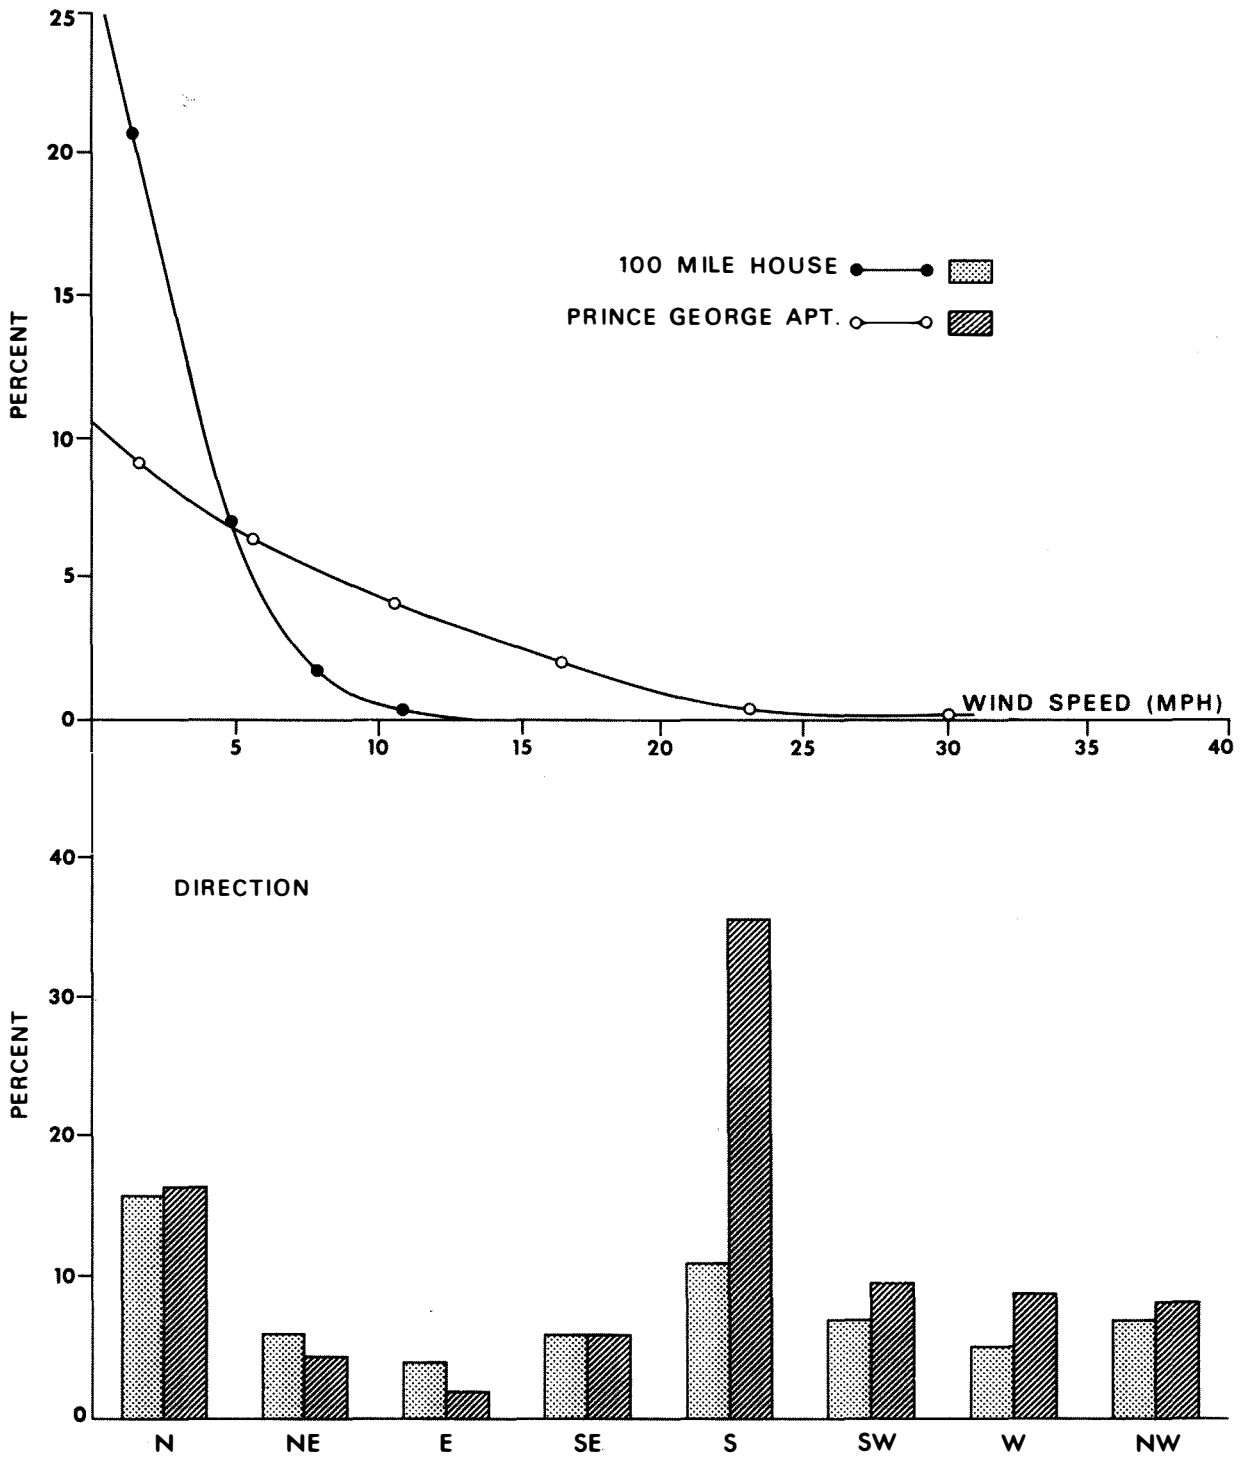 25
20
15
10
5
0
PERCENT
100 MILE HOUSE
PRINCE GEORGE APT.
WIND SPEED (MPH)
5 10 15 20 25 30 35 40
DIRECTION
40
30
20
10
0
PERCENT
N NE E SE S SW W NW